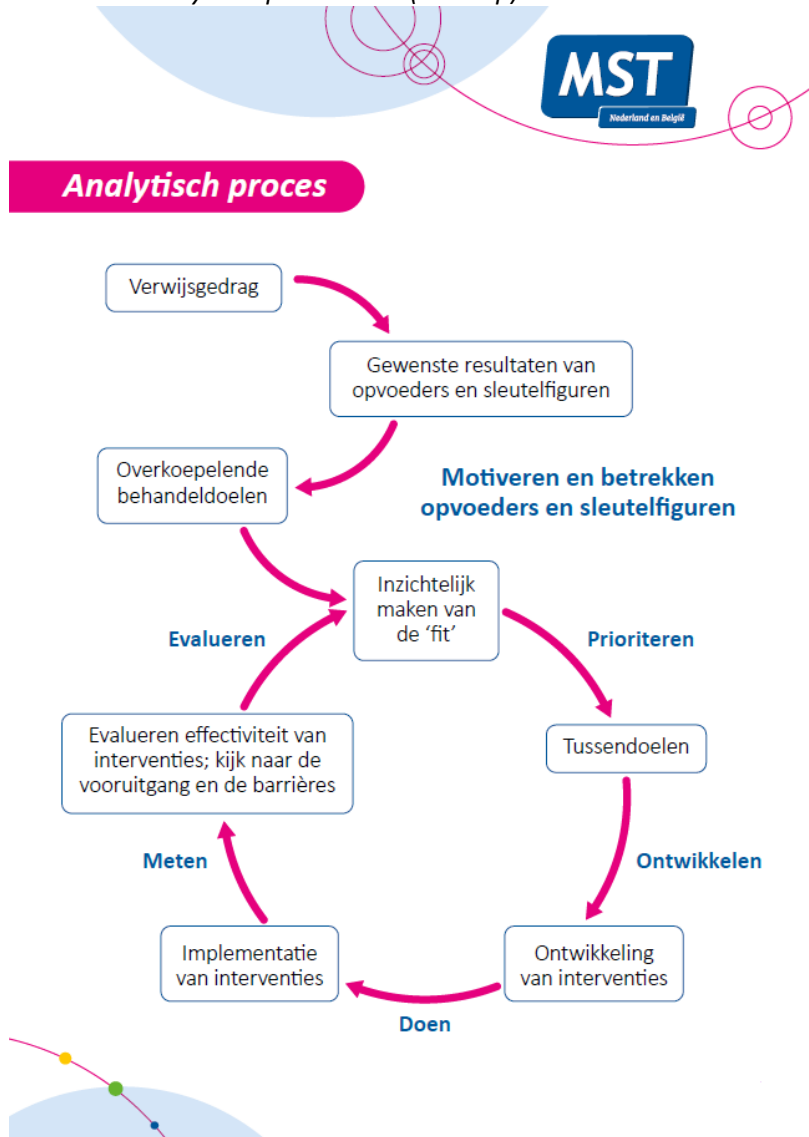 MST
Nederland en België
Analytisch proces
Verwijsgedrag
Gewenste resultaten van
opvoeders en sleutelfiguren
Overkoepelende
behandeldoelen
Motiveren en betrekken
opvoeders en sleutelfiguren
Inzichtelijk
maken van
de ‘fit’
Evalueren
Prioriteren
Evalueren effectiviteit van
interventies; kijk naar de
vooruitgang en de barrières
Tussendoelen
Meten
Ontwikkelen
Implementatie
van interventies
Ontwikkeling
van interventies
Doen